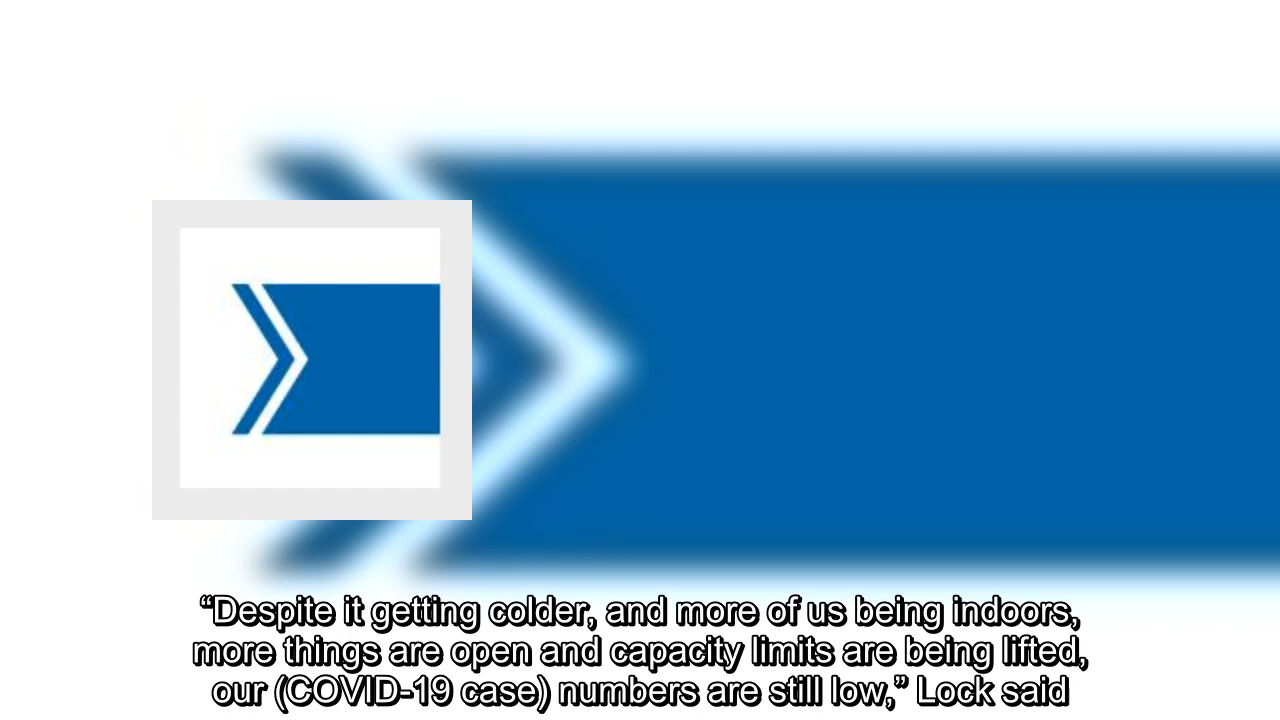 “Despite it getting colder, and more of us being indoors,
more things are open and capacity limits are being lifted,
our (COVID-19 case) numbers are still low,” Lock said